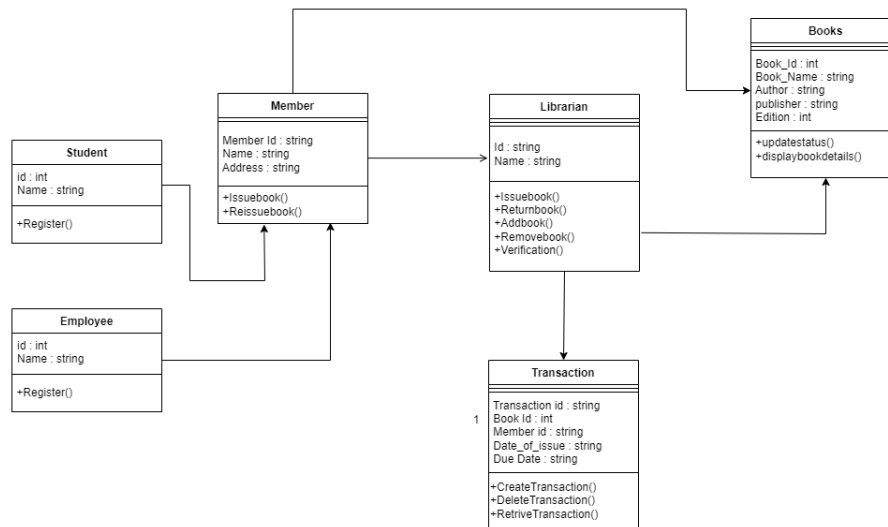 Books
Book_Id : int
Book_Name : string
Author : string
publisher : string
Edition : int
+updatestatus()
+displaybookdetails()
Member
Member Id : string
Name : string
Address : string
+Issuebook()
+Reissuebook()
Librarian
Id : string
Name : string
+Issuebook()
+Returnbook()
+Addbook()
+Removebook()
+Verification()
Student
id : int
Name : string
+Register()
Employee
id : int
Name : string
+Register()
Transaction
1
Transaction id : string
Book Id : int
Member id : string
Date_of_issue : string
Due Date : string
+CreateTransaction()
+DeleteTransaction()
+RetriveTransaction()